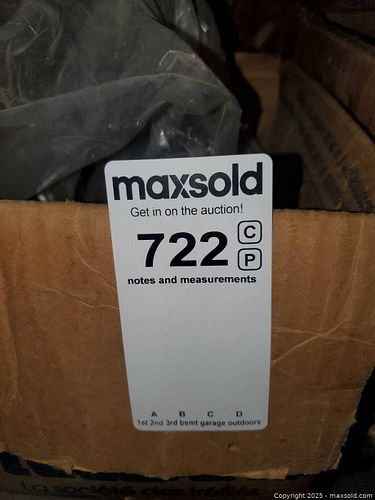 maxsold
Get in on the auction!
722 C
P
notes and measurements
A B C D
1st 2nd 3rd bsmt garage outdoors
Copyright 2025 - maxsold.com